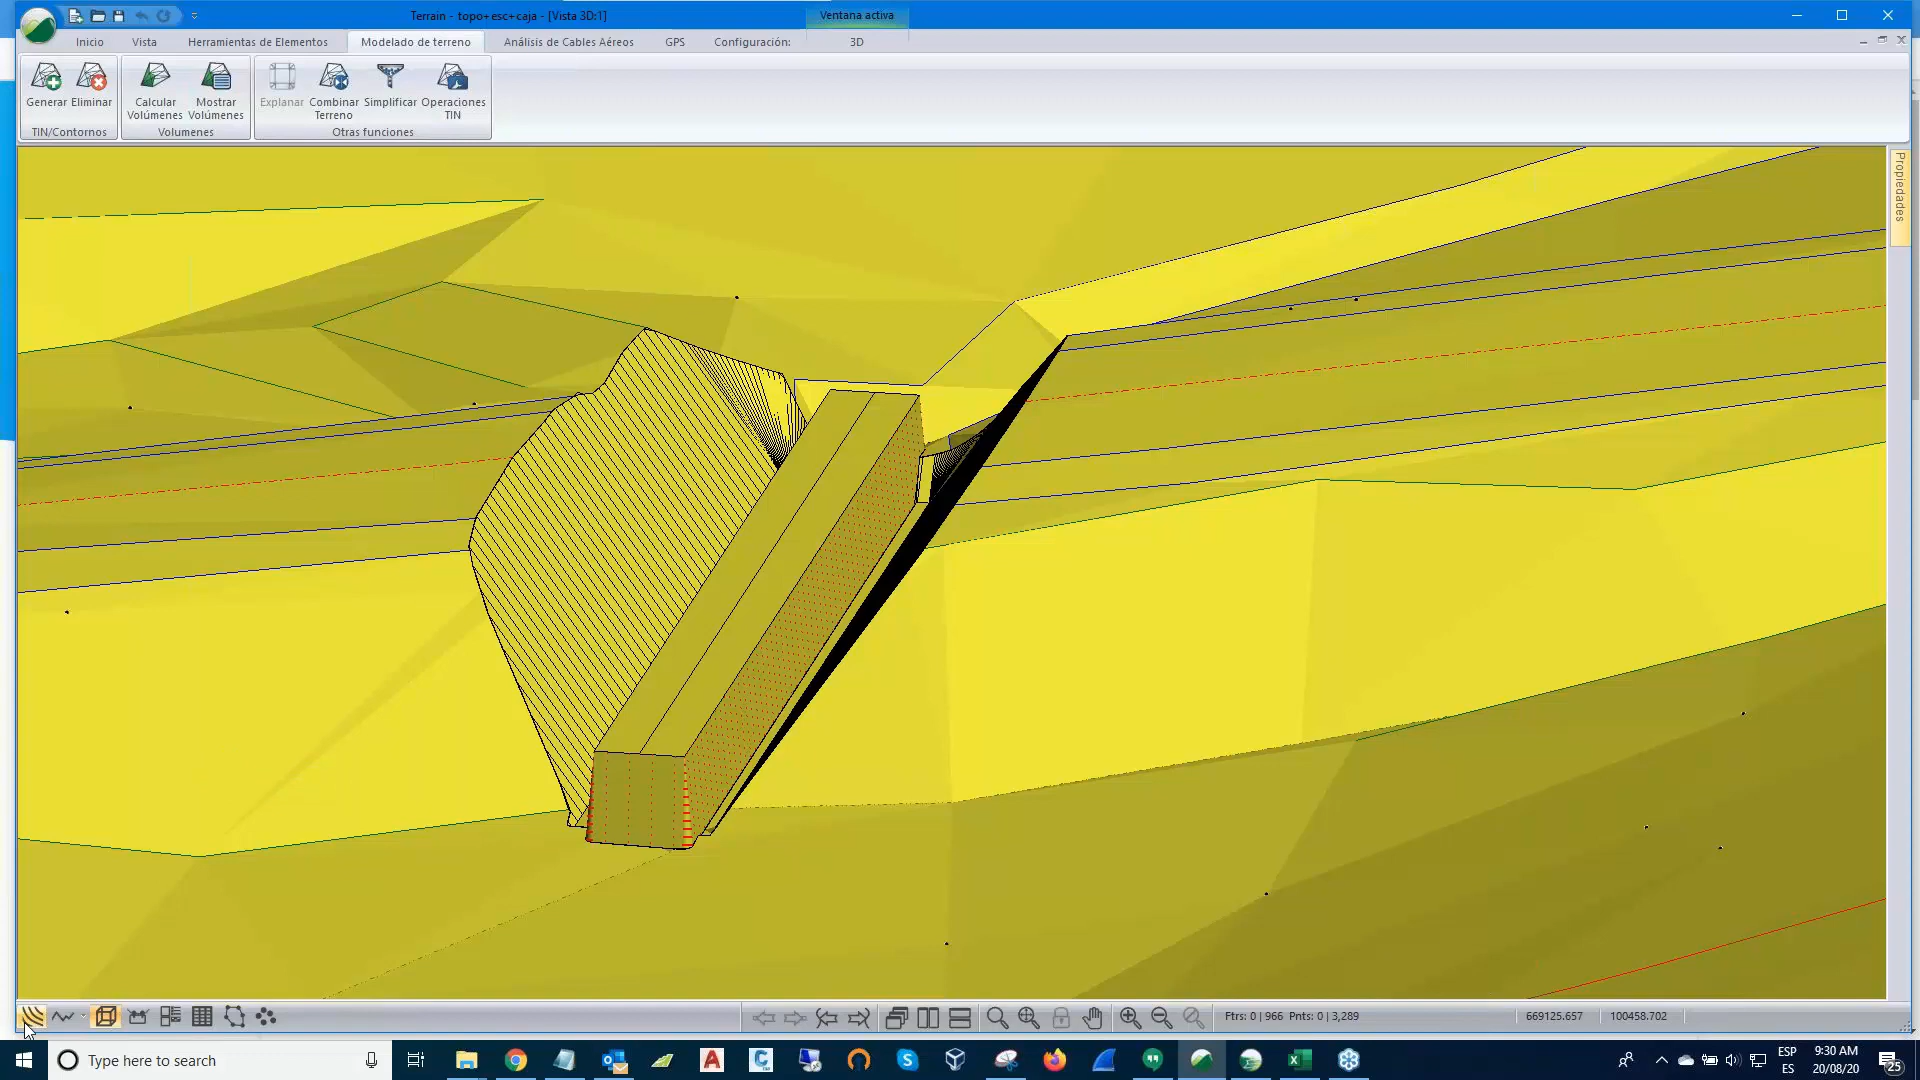 Terrain - topo+esc+caja - [Vista 3D:1]
Ventana activa
Inicio
Vista
Herramientas de Elementos
Modelado de terreno
Análisis de Cables Aéreos
GPS
Configuración:
3D
Generar
Eliminar
Calcular
Volúmenes
Mostrar
Volúmenes
Explanar
Combinar
Terreno
Simplificar
Operaciones
TIN
TIN/Contornos
Volumenes
Otras funciones
Propiedades
Ftrs: 0 | 966 Pnts: 0 | 3,289
669125.657
100458.702
Type here to search
ESP
ES
9:30 AM
20/08/20
25